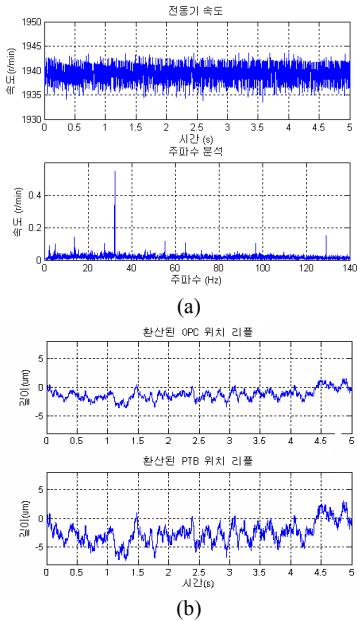 전동기 속도
1950
1945
1940
1935
1930
속도(r/min)
0 0.5 1 1.5 2 2.5 3 3.5 4 4.5 5
시간 (s)
주파수 분석
0.4
0.2
0
속도 (r/min)
0 20 40 60 80 100 120 140
주파수 (Hz)
(a)
환산된 OPC 위치 리플
5
0
-5
길이(um)
0 0.5 1 1.5 2 2.5 3 3.5 4 4.5 5
환산된 PTB 위치 리플
5
0
-5
길이(um)
0 0.5 1 1.5 2 2.5 3 3.5 4 4.5 5
시간(s)
(b)